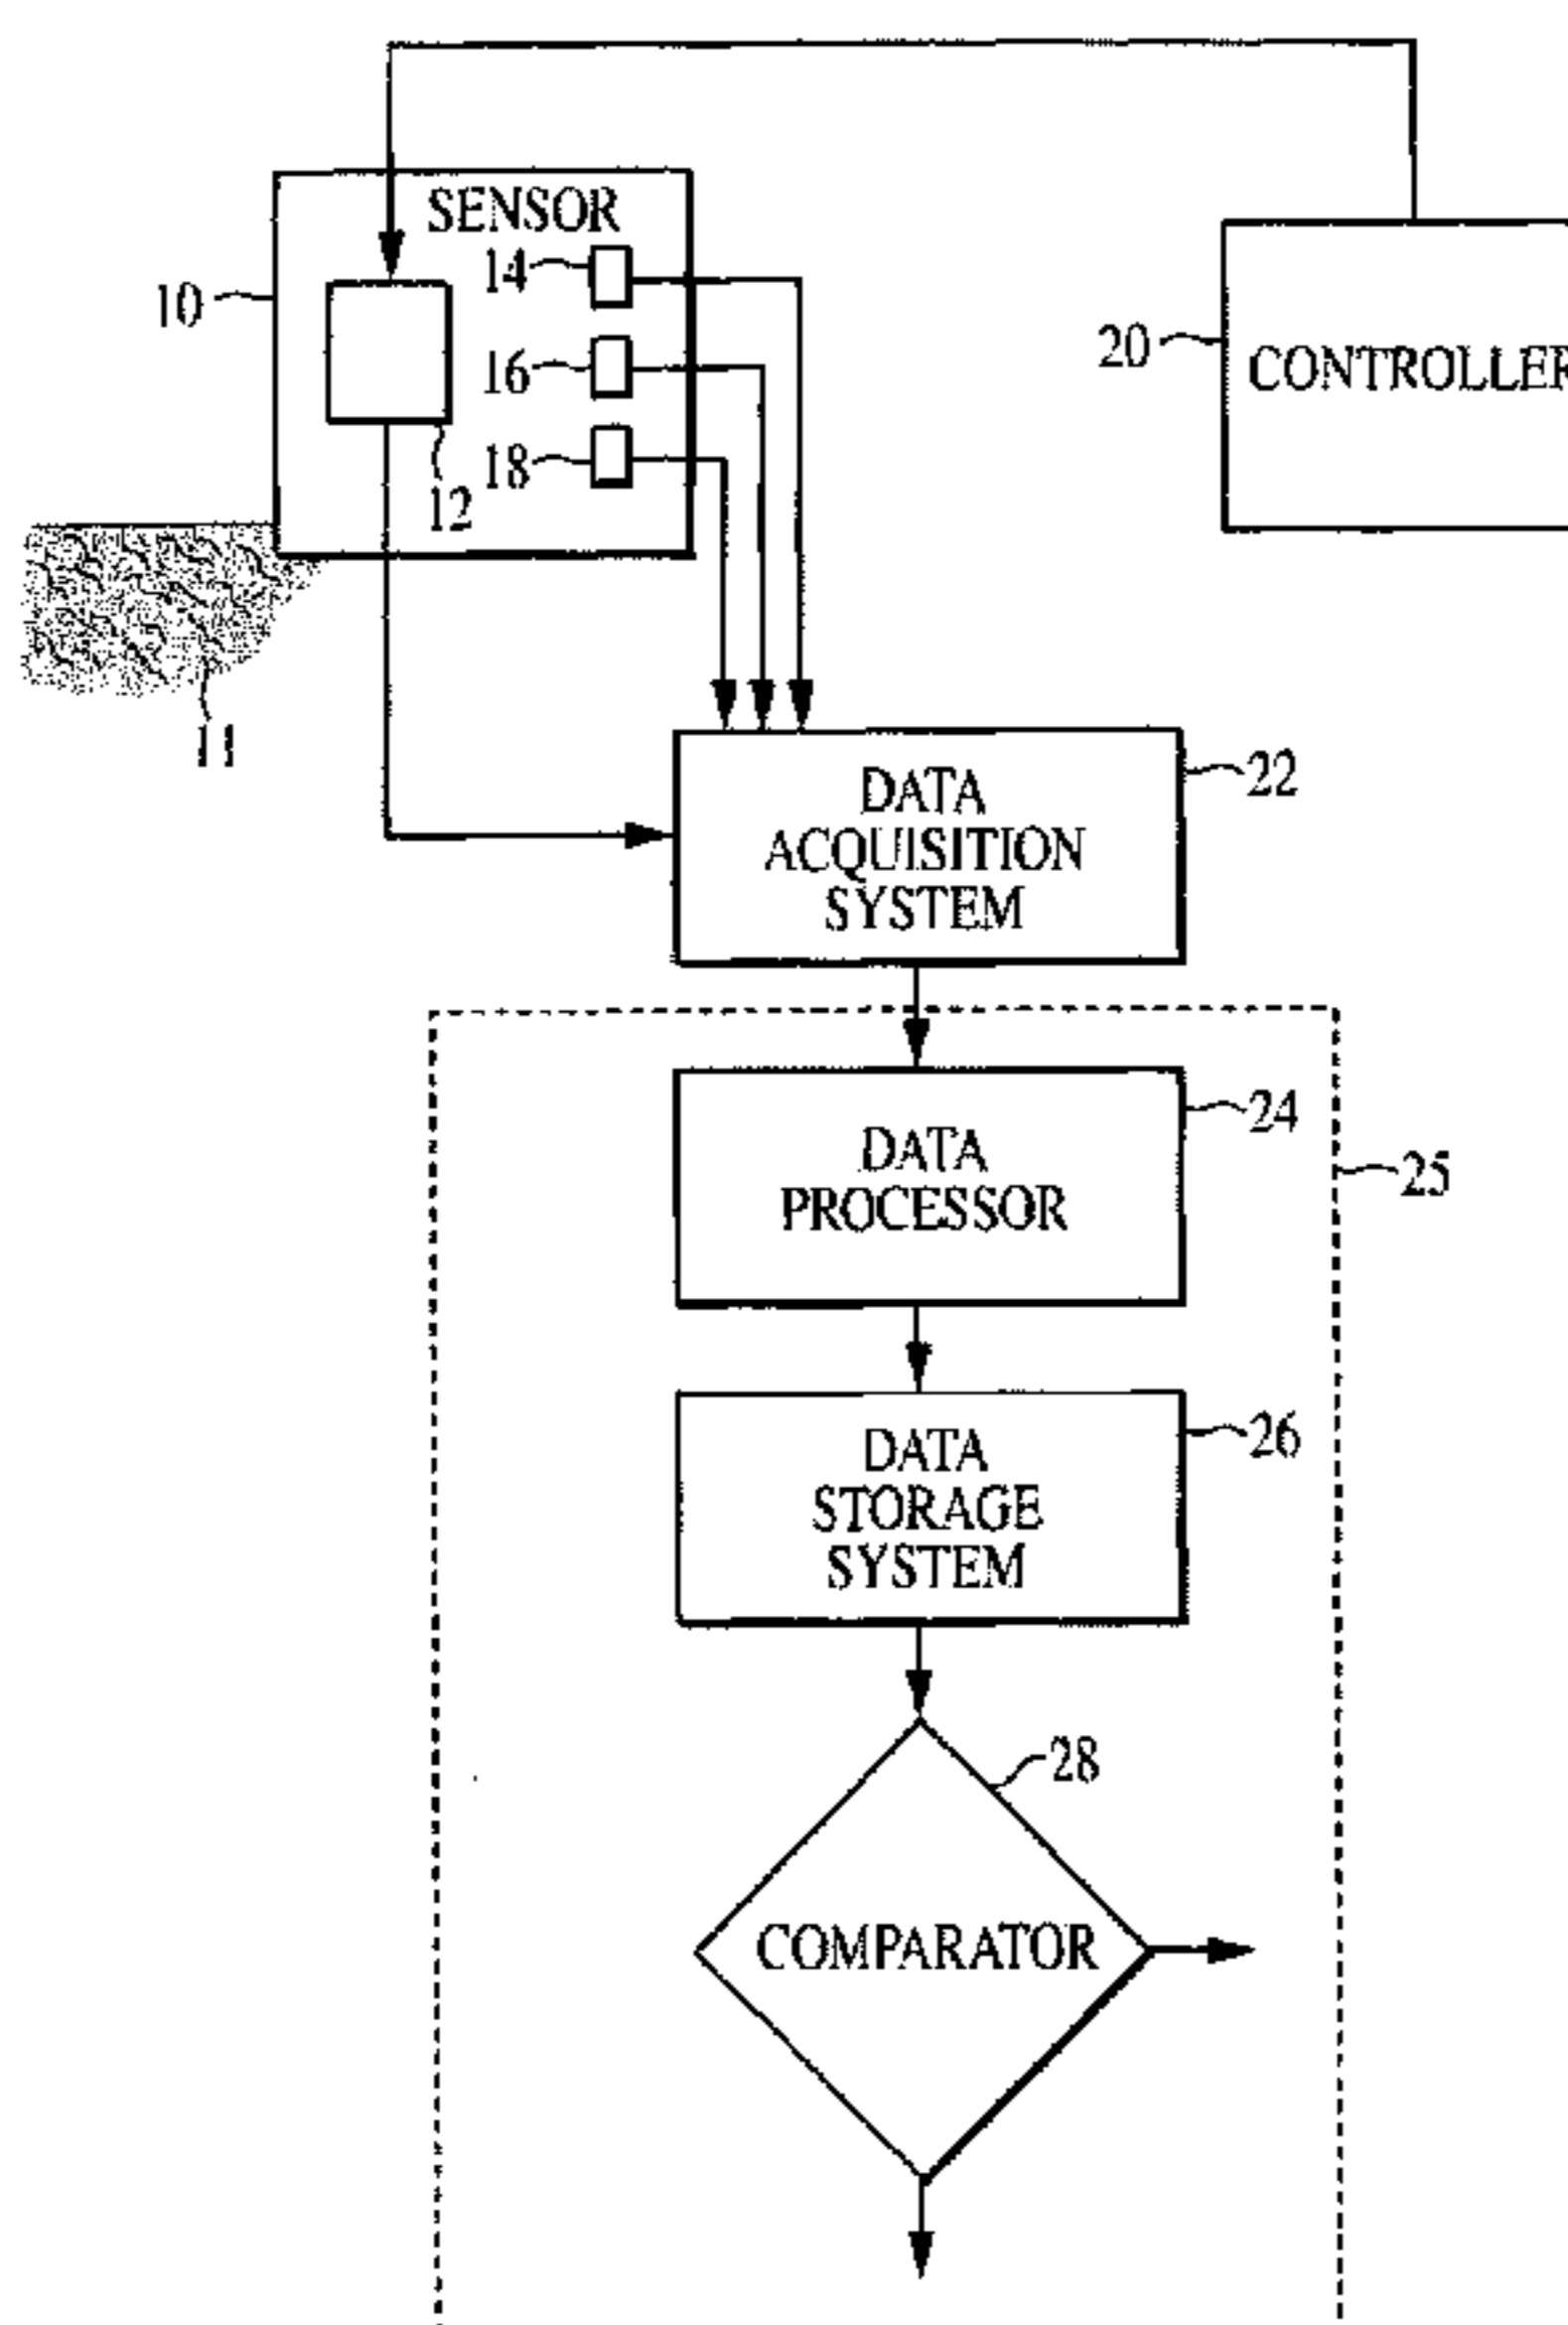 SENSOR
14
10
16
20
CONTROLLER
18
12
11
22
DATA
ACQUISITION
SYSTEM
24
DATA
PROCESSOR
25
26
DATA
STORAGE
SYSTEM
28
COMPARATOR